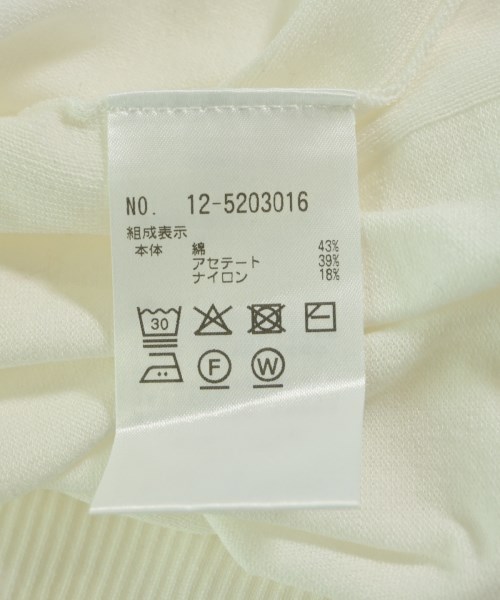 NO. 12-5203016
組成表示
本体 綿 43%
アセテート 39%
ナイロン 18%
30
F W